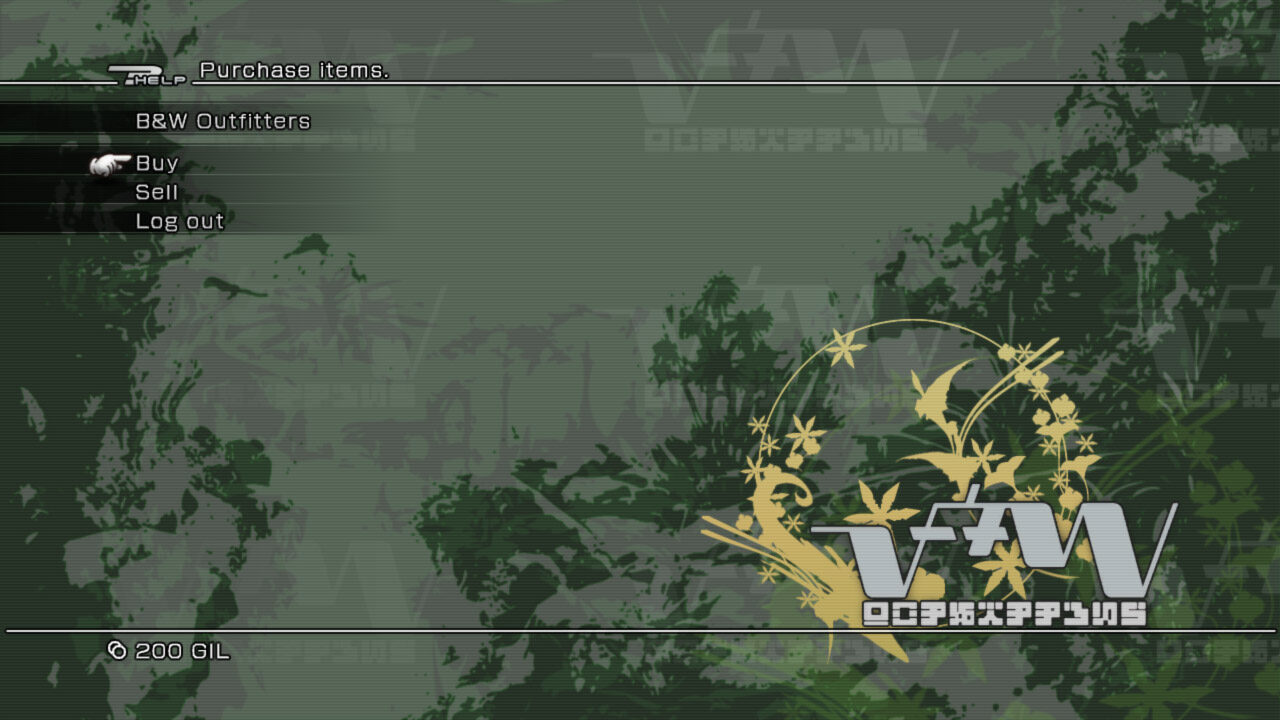 HELP Purchase items.
B&W Outfitters
Buy
Sell
Log out
200 GIL